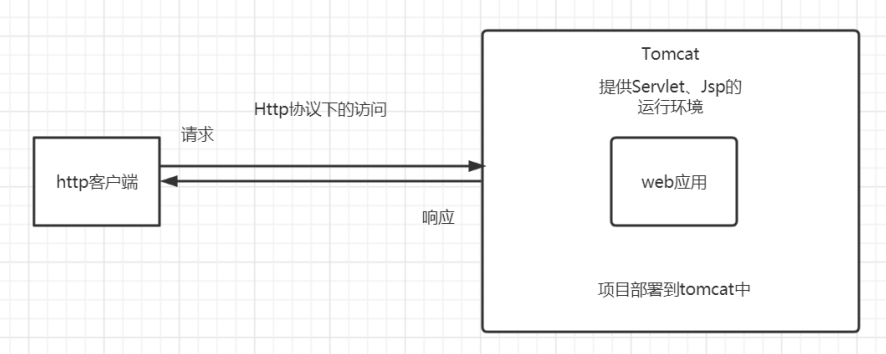 Tomcat
提供Servlet、Jsp的
运行环境
Http协议下的访问
请求
http客户端
web应用
响应
项目部署到tomcat中